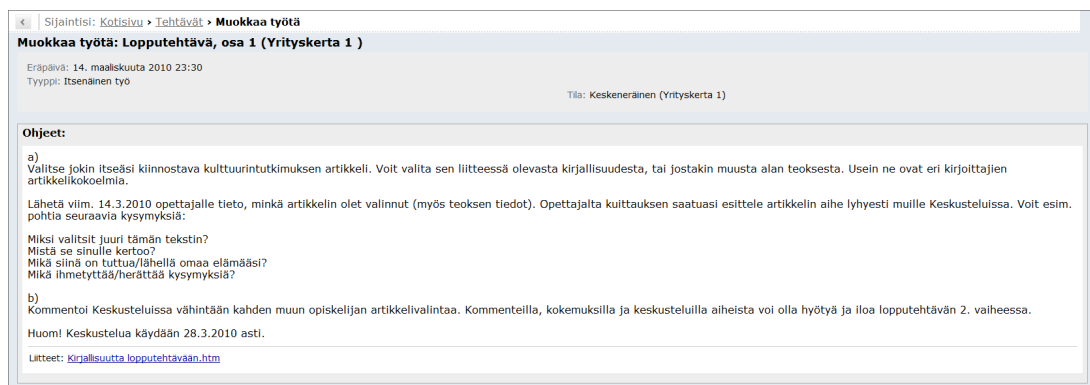 Sijaintisi: Kotisivu › Tehtävät › Muokkaa työtä
Muokkaa työtä: Lopputehtävä, osa 1 (Yrityskerta 1 )
Eräpäivä: 14. maaliskuuta 2010 23:30
Tyyppi: Itsenäinen työ
Tila: Keskeneräinen (Yrityskerta 1)
Ohjeet:
a)
Valitse jokin itseäsi kiinnostava kulttuurintutkimuksen artikkeli. Voit valita sen liitteessä olevasta kirjallisuudesta, tai jostakin muusta alan teoksesta. Usein ne ovat eri kirjoittajien
artikkelikokoelmia.
Lähetä viim. 14.3.2010 opettajalle tieto, minkä artikkelin olet valinnut (myös teoksen tiedot). Opettajalta kuittauksen saatuasi esittele artikkelin aihe lyhyesti muille Keskusteluissa. Voit esim.
pohtia seuraavia kysymyksiä:
Miksi valitsit juuri tämän tekstin?
Mistä se sinulle kertoo?
Mikä siinä on tuttua/lähellä omaa elämääsi?
Mikä ihmetyttää/herättää kysymyksiä?
b)
Kommentoi Keskusteluissa vähintään kahden muun opiskelijan artikkelivalintaa. Kommenteilla, kokemuksilla ja keskusteluilla aiheista voi olla hyötyä ja iloa lopputehtävän 2. vaiheessa.
Huom! Keskustelua käydään 28.3.2010 asti.
Liitteet: Kirjallisuutta lopputehtävään.htm